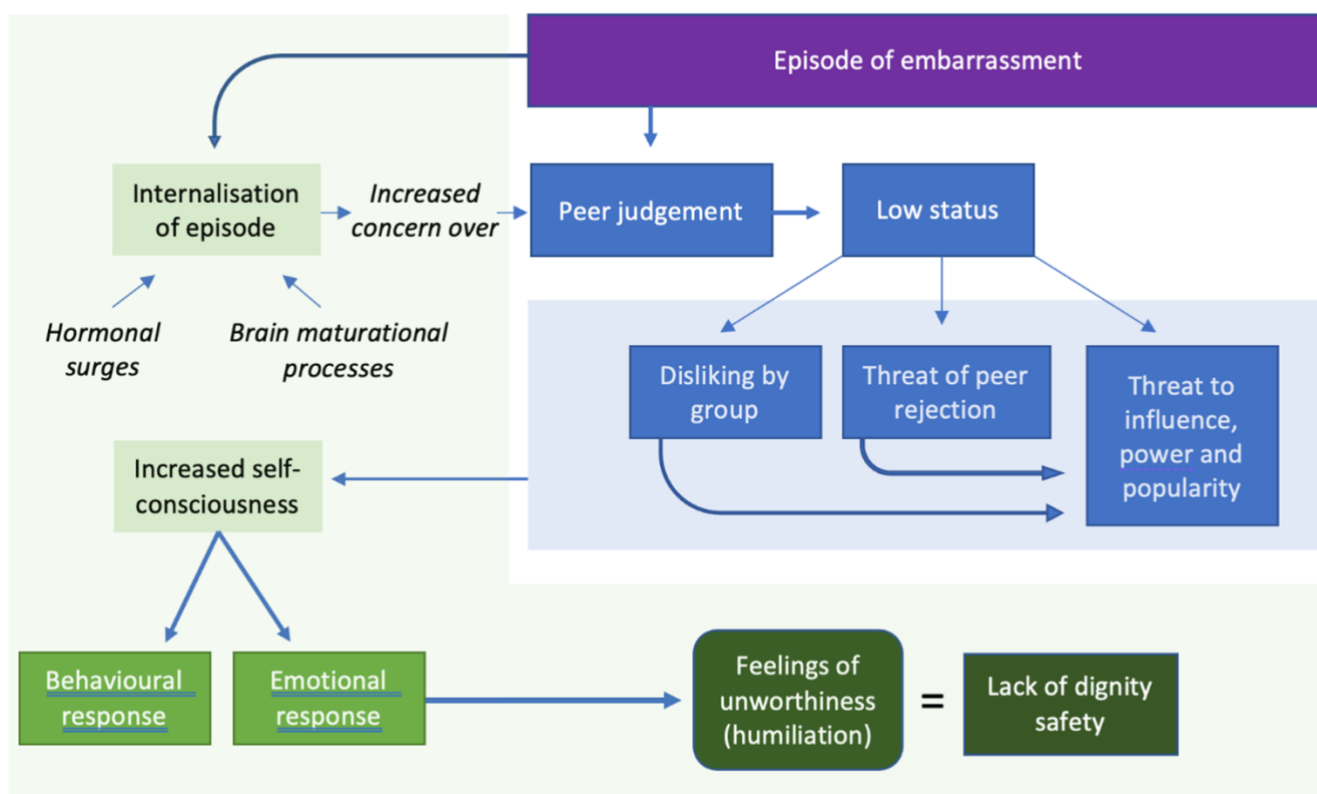 Episode of embarrassment
Internalisation
of episode
Increased
concern over
Peer judgement
Low status
Hormonal
surges
Brain maturational
processes
Disliking by
group
Threat of peer
rejection
Threat to
influence,
power and
popularity
Increased self-
consciousness
Behavioural
response
Emotional
response
Feelings of
unworthiness
(humiliation)
=
Lack of dignity
safety